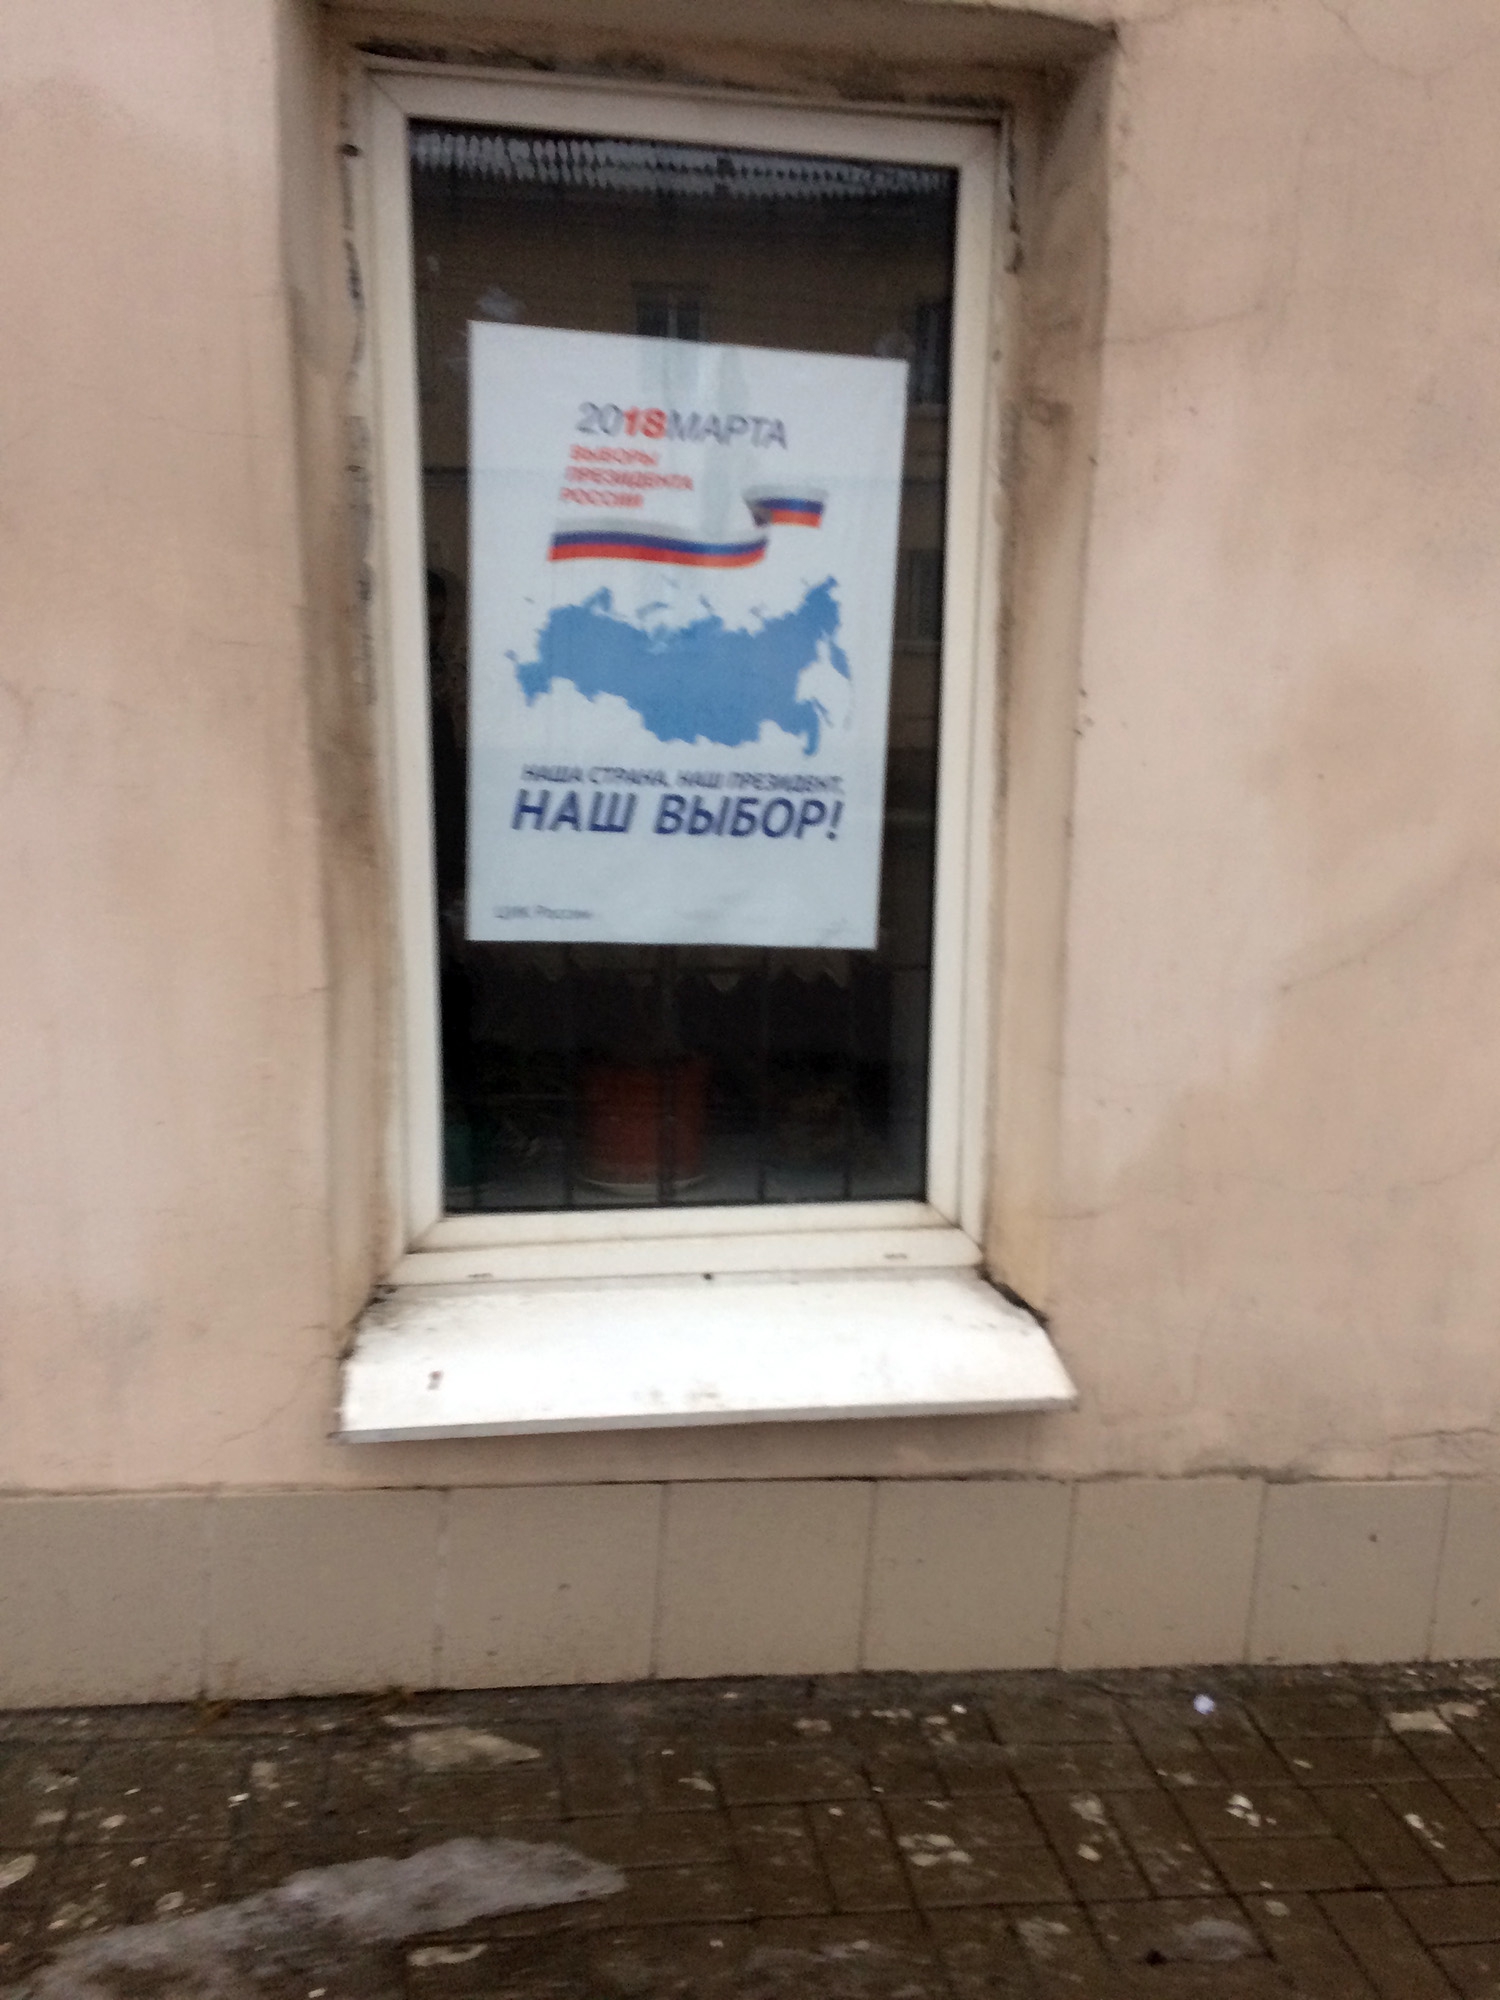 2018МАРТА
ВЫБОРЫ
ПРЕЗИДЕНТА
РОССИИ
НАША СТРАНА, НАШ ПРЕЗИДЕНТ,
НАШ ВЫБОР!
ЦИК России